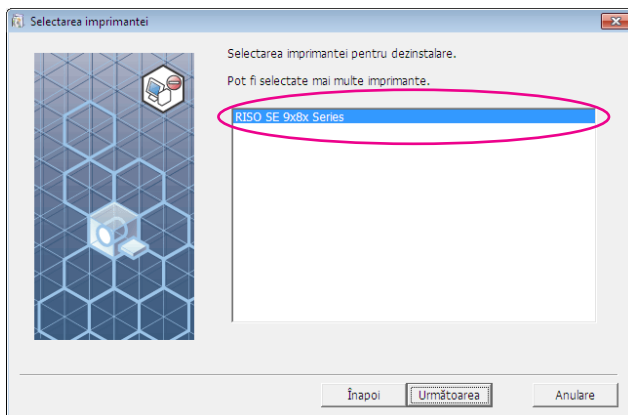 Selectarea imprimantei
Selectarea imprimantei pentru dezinstalare.
Pot fi selectate mai multe imprimante.
RISO SE 9x8x Series
Înapoi
Următoarea
Anulare